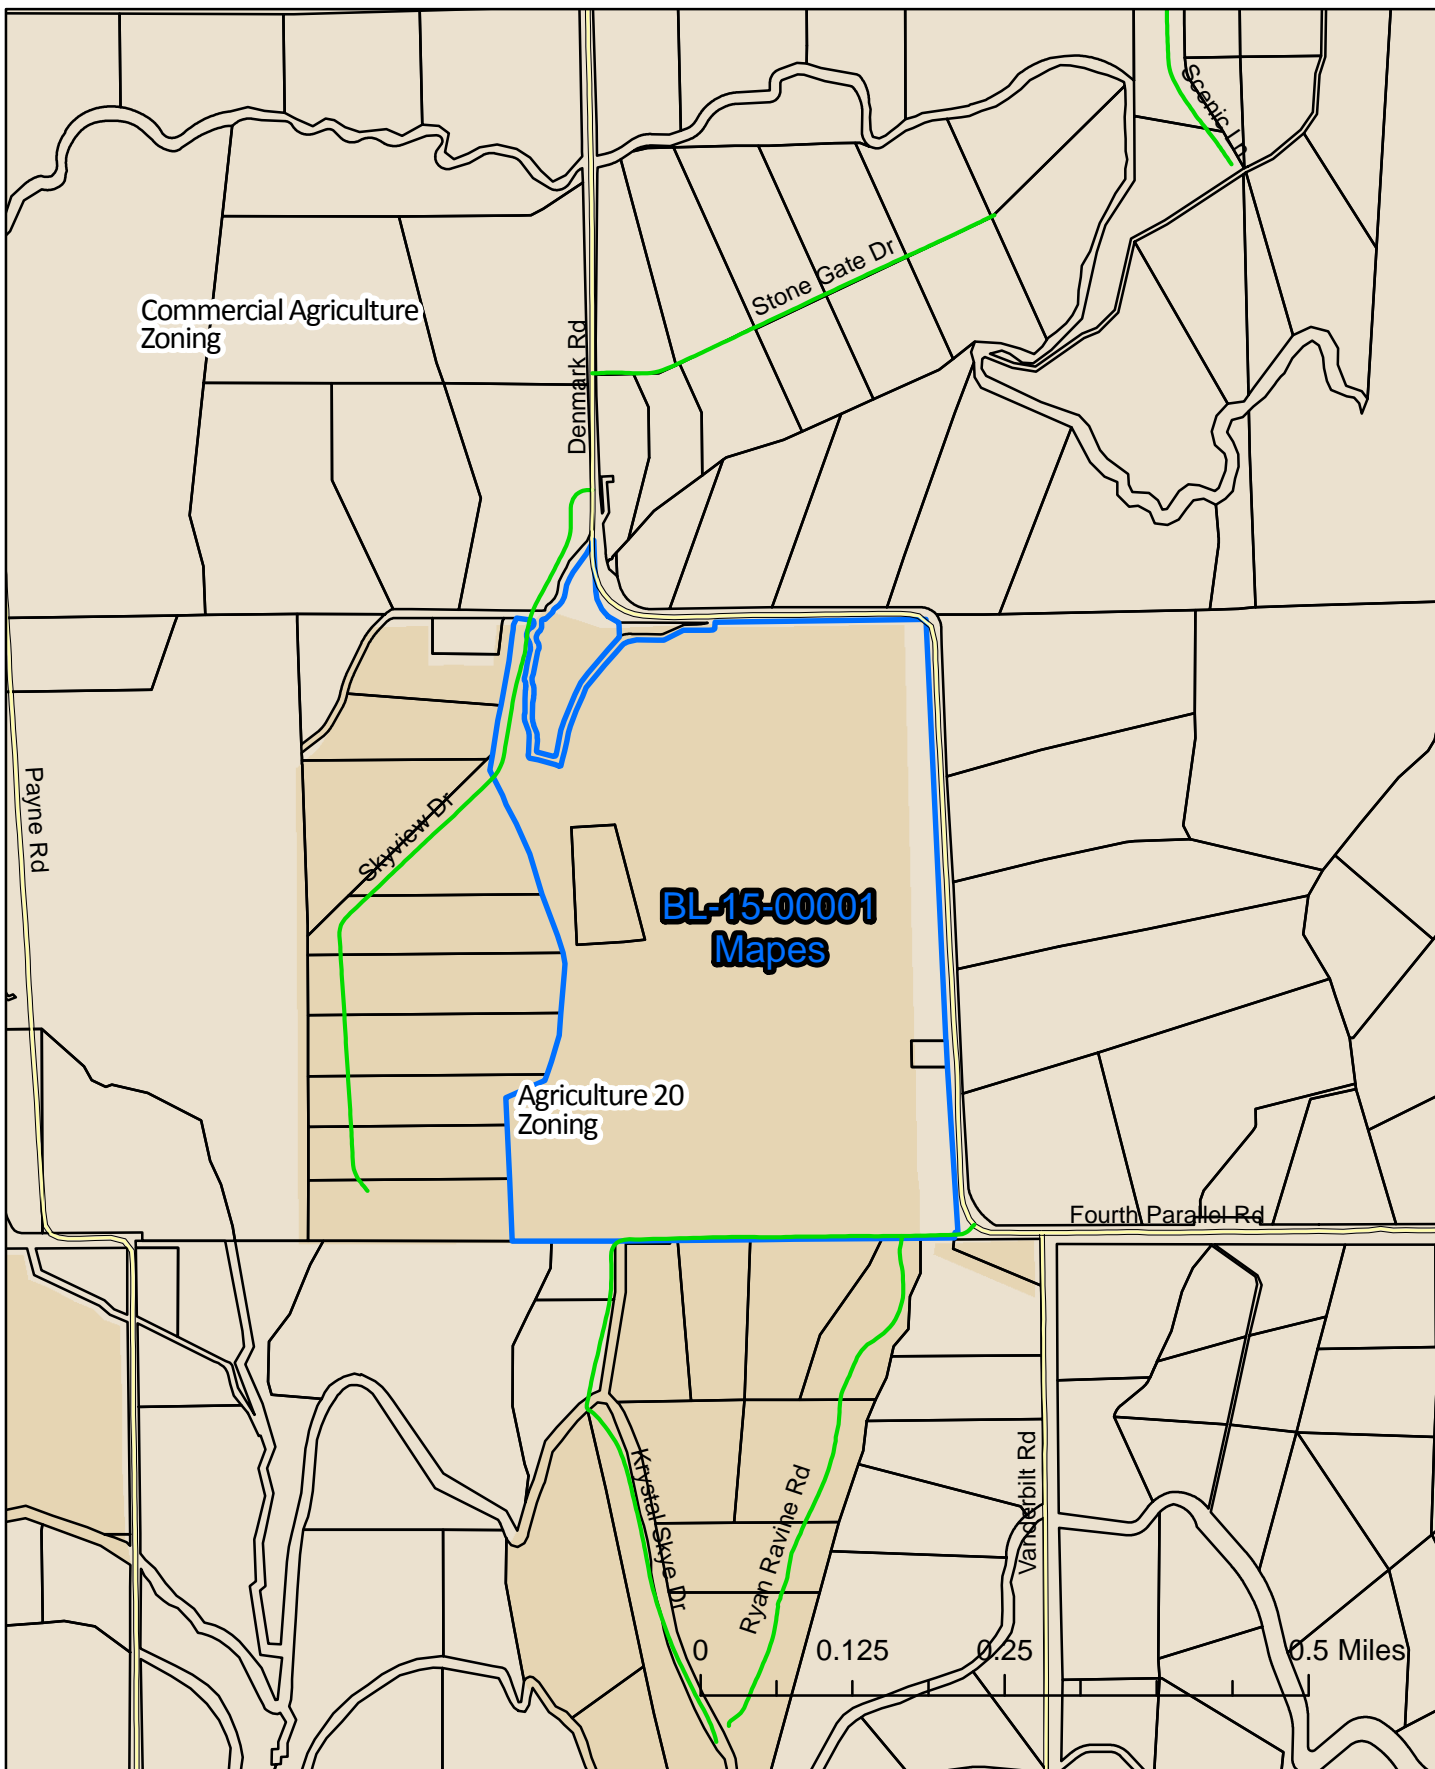 Scenic Ln
Stone Gate Dr
Commercial Agriculture
Zoning
Denmark Rd
Payne Rd
Skyview Dr
BL-15-00001
Mapes
Agriculture 20
Zoning
Fourth Parallel Rd
Krystal Skye Dr
Ryan Ravine Rd
Vanderbilt Rd
0 0.125 0.25 0.5 Miles